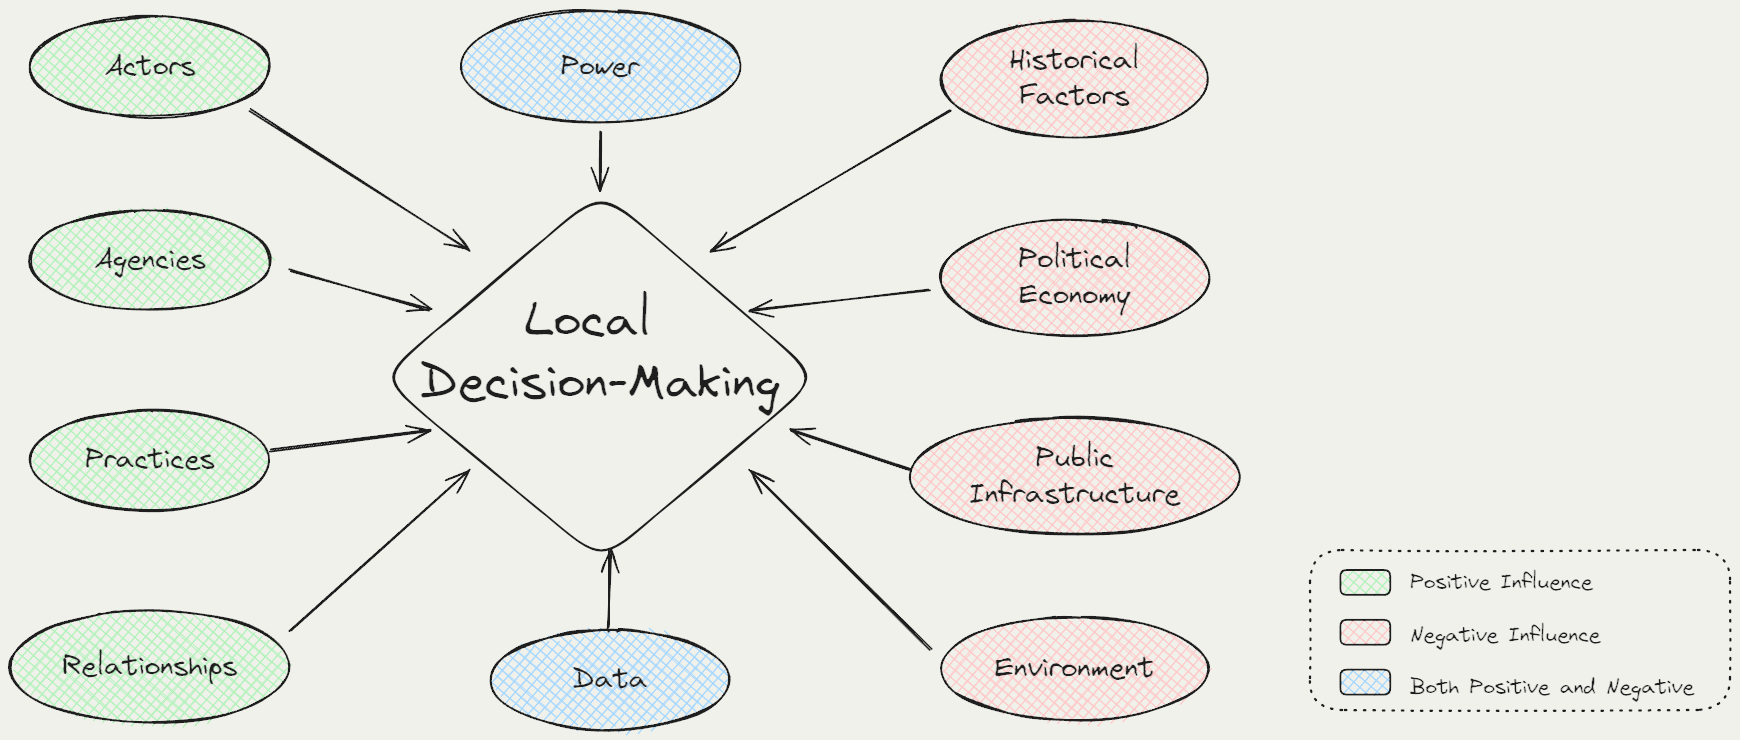 Actors
Power
Historical
Factors
Agencies
Political
Economy
Local
Decision-Making
Practices
Public
Infrastructure
Relationships
Data
Environment
Positive Influence
Negative Influence
Both Positive and Negative